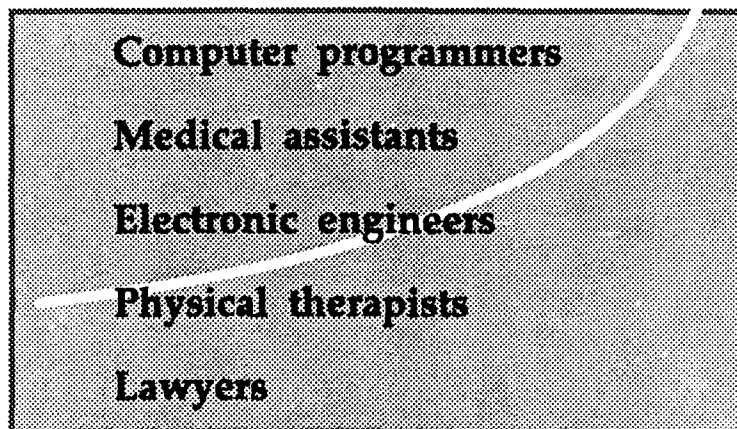 Computer programmers
Medical assistants
Electronic engineers
Physical therapists
Lawyers